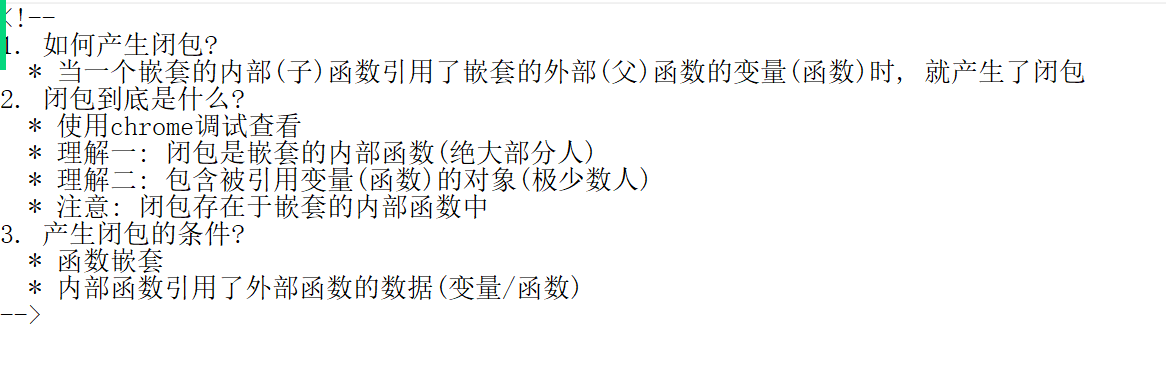 <!--
1. 如何产生闭包?
* 当一个嵌套的内部(子)函数引用了嵌套的外部(父)函数的变量(函数)时, 就产生了闭包
2. 闭包到底是什么?
* 使用chrome调试查看
* 理解一: 闭包是嵌套的内部函数(绝大部分人)
* 理解二: 包含被引用变量(函数)的对象(极少数人)
* 注意: 闭包存在于嵌套的内部函数中
3. 产生闭包的条件?
* 函数嵌套
* 内部函数引用了外部函数的数据(变量/函数)
-->